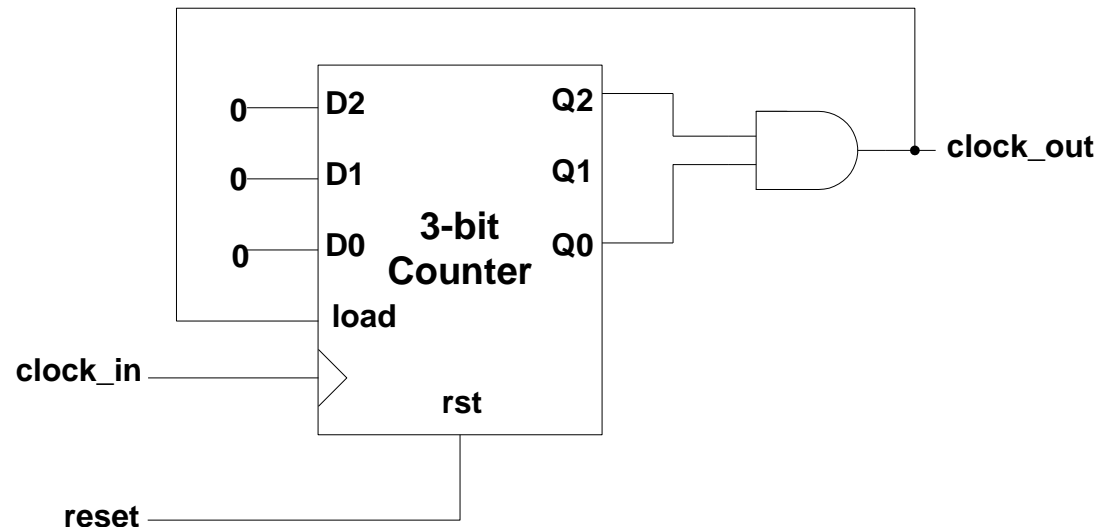 0
D2
Q2
clock_out
0
D1
Q1
0
D0
3-bit
Counter
Q0
load
clock_in
rst
reset